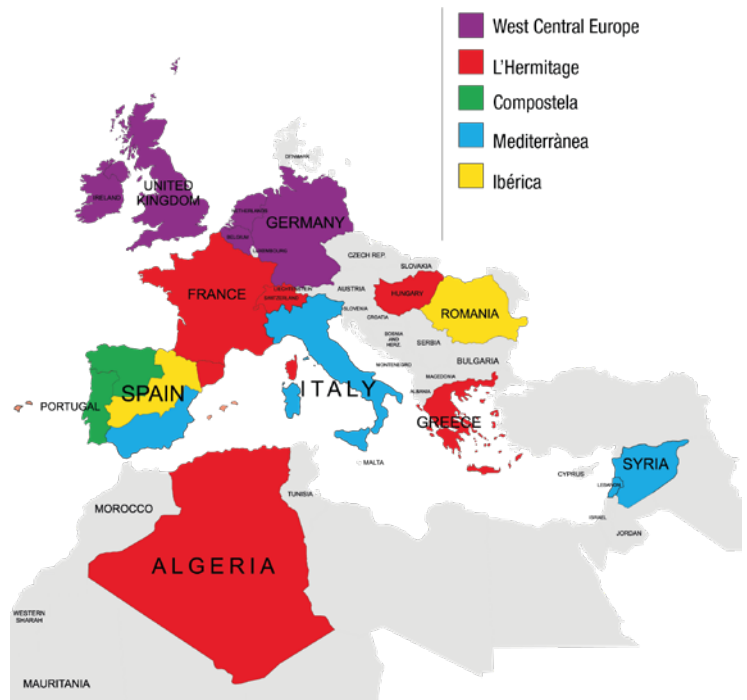 West Central Europe
L'Hermitage
Compostela
Mediterrànea
Ibérica
DENMARK
UNITED
KINGDOM
IRELAND
NETHERLANDS
GERMANY
BELGIUM
LUXEMBOURG
CZECH REP.
SLOVAKIA
FRANCE
LIECHTENSTEIN
SWITZERLAND
AUSTRIA
HUNGARY
SLOVENIA
CROATIA
ROMANIA
BOSNIA
AND
HERZ.
SERBIA
MONTENEGRO
BULGARIA
MACEDONIA
ALBANIA
PORTUGAL
SPAIN
ITALY
GREECE
MALTA
CYPRUS
SYRIA
LEBANON
ISRAEL
JORDAN
TUNISIA
MOROCCO
ALGERIA
WESTERN
SHARAH
MAURITANIA